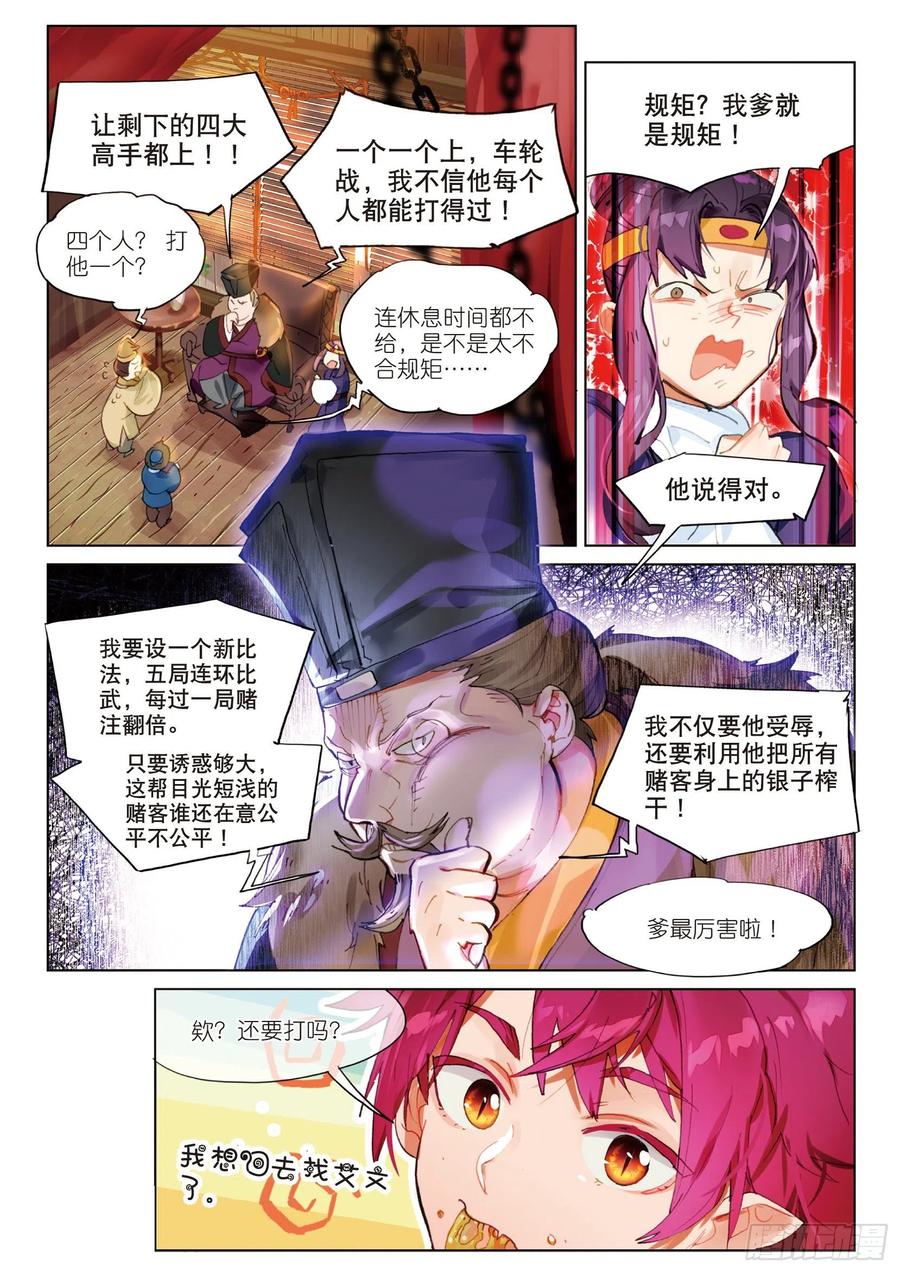 让剩下的四大
高手都上！！
一个一个上，车轮
战，我不信他每个
人都能打得过！
四个人？ 打
他一个？
连休息时间都不
给，是不是太不
合规矩……
规矩？我爹就
是规矩！
他说得对。
我要设一个新比
法，五局连环比
武，每过一局赌
注翻倍。
只要诱惑够大，
这帮目光短浅的
赌客谁还在意公
平不公平！
我不仅要他受辱，
还要利用他把所有
赌客身上的银子榨
干！
爹最厉害啦！
欸？还要打吗？
我想回去找艾文
了。
腾讯动漫